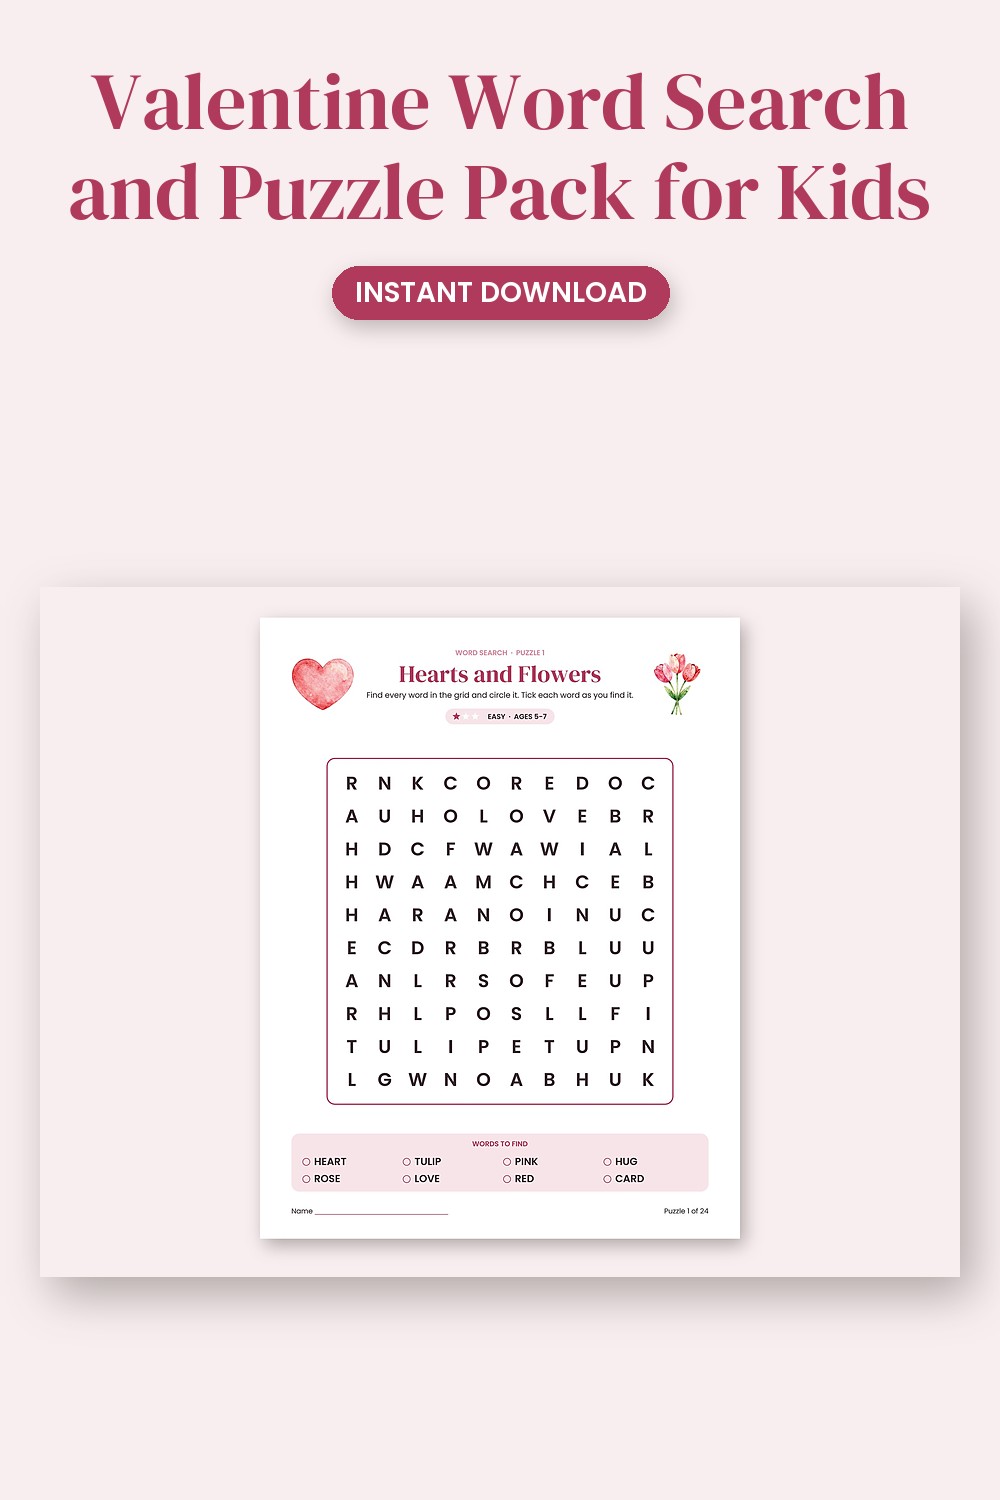 Valentine Word Search
and Puzzle Pack for Kids
INSTANT DOWNLOAD
WORD SEARCH · PUZZLE 1
Hearts and Flowers
Find every word in the grid and circle it. Tick each word as you find it.
EASY · AGES 5-7
R N K C O R E D O C
A U H O L O V E B R
H D C F W A W I A L
H W A A M C H C E B
H A R A N O I N U C
E C D R B R B L U U
A N L R S O F E U P
R H L P O S L L F I
T U L I P E T U P N
L G W N O A B H U K
WORDS TO FIND
HEART TULIP PINK HUG
ROSE LOVE RED CARD
Name
Puzzle 1 of 24